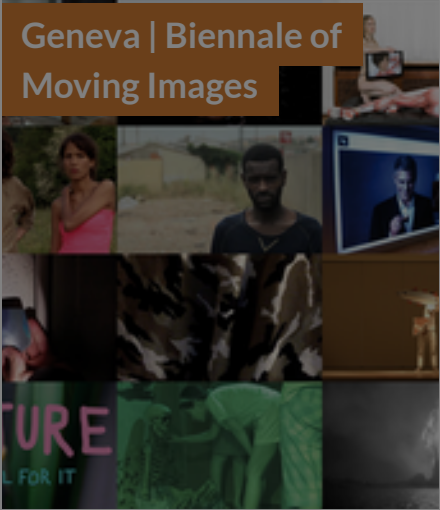 Geneva | Biennale of
Moving Images
TURE
L FOR IT